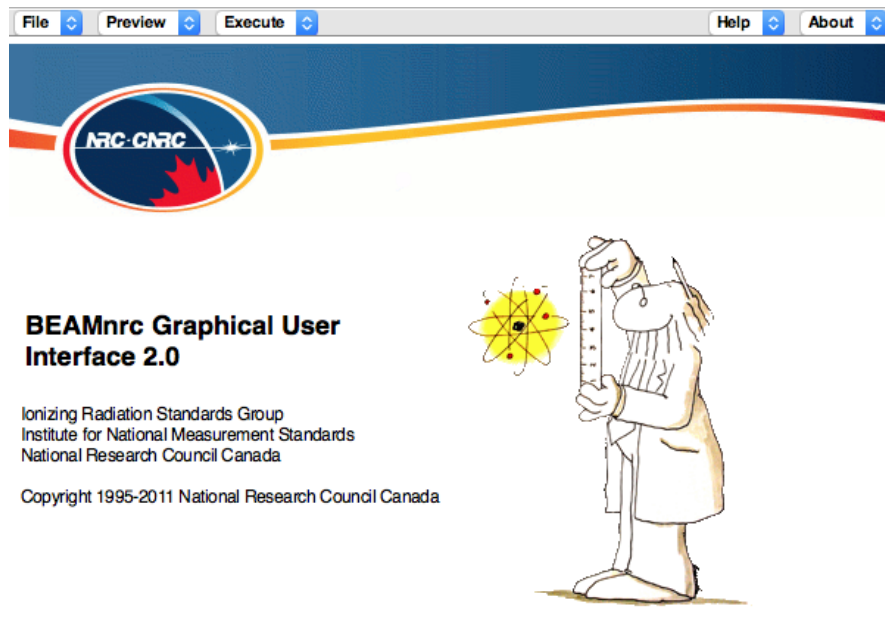 File Preview Execute Help About
NRC·CNRC
BEAMnrc Graphical User
Interface 2.0
Ionizing Radiation Standards Group
Institute for National Measurement Standards
National Research Council Canada
Copyright 1995-2011 National Research Council Canada